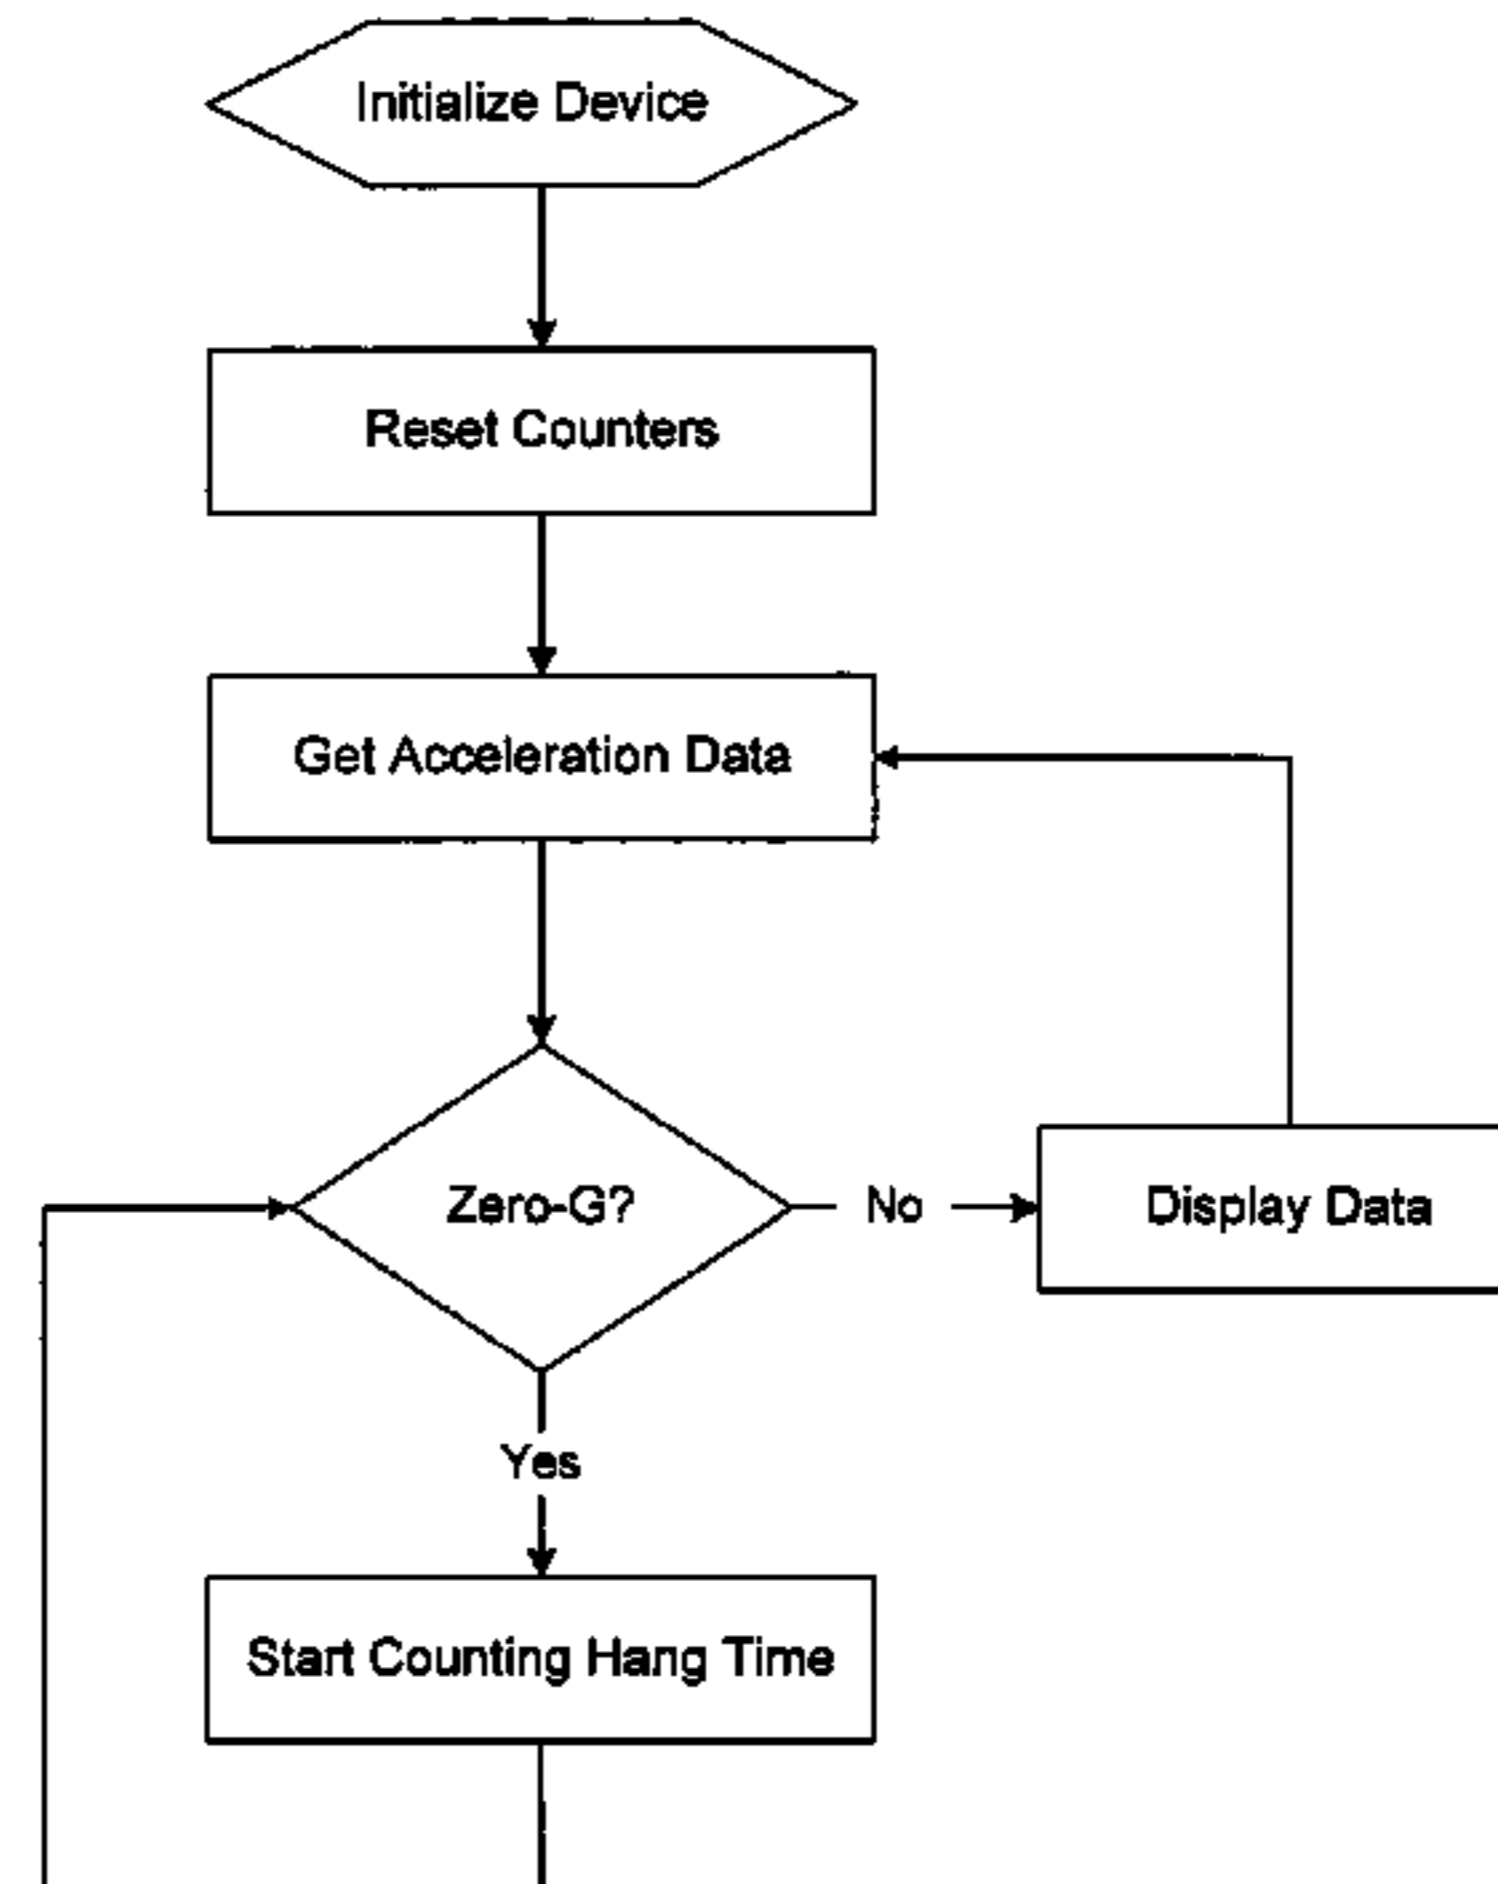 Initialize Device
Reset Counters
Get Acceleration Data
Zero-G?
No
Display Data
Yes
Start Counting Hang Time